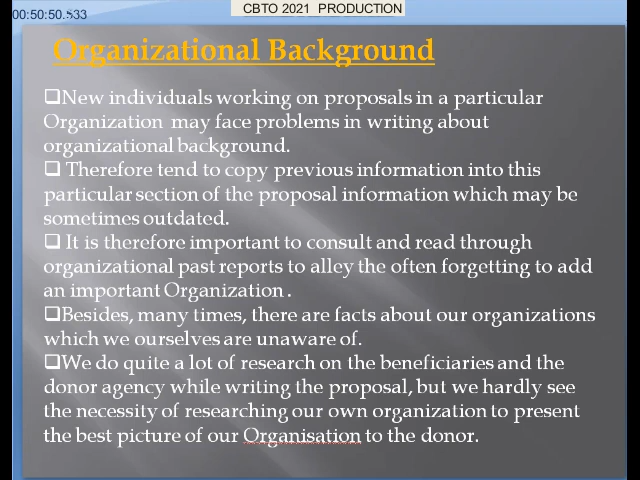 CBTO 2021 PRODUCTION
00:50:50.533
Organizational Background
❑New individuals working on proposals in a particular
Organization may face problems in writing about
organizational background.
❑ Therefore tend to copy previous information into this
particular section of the proposal information which may be
sometimes outdated.
❑ It is therefore important to consult and read through
organizational past reports to alley the often forgetting to add
an important Organization .
❑Besides, many times, there are facts about our organizations
which we ourselves are unaware of.
❑We do quite a lot of research on the beneficiaries and the
donor agency while writing the proposal, but we hardly see
the necessity of researching our own organization to present
the best picture of our Organisation to the donor.